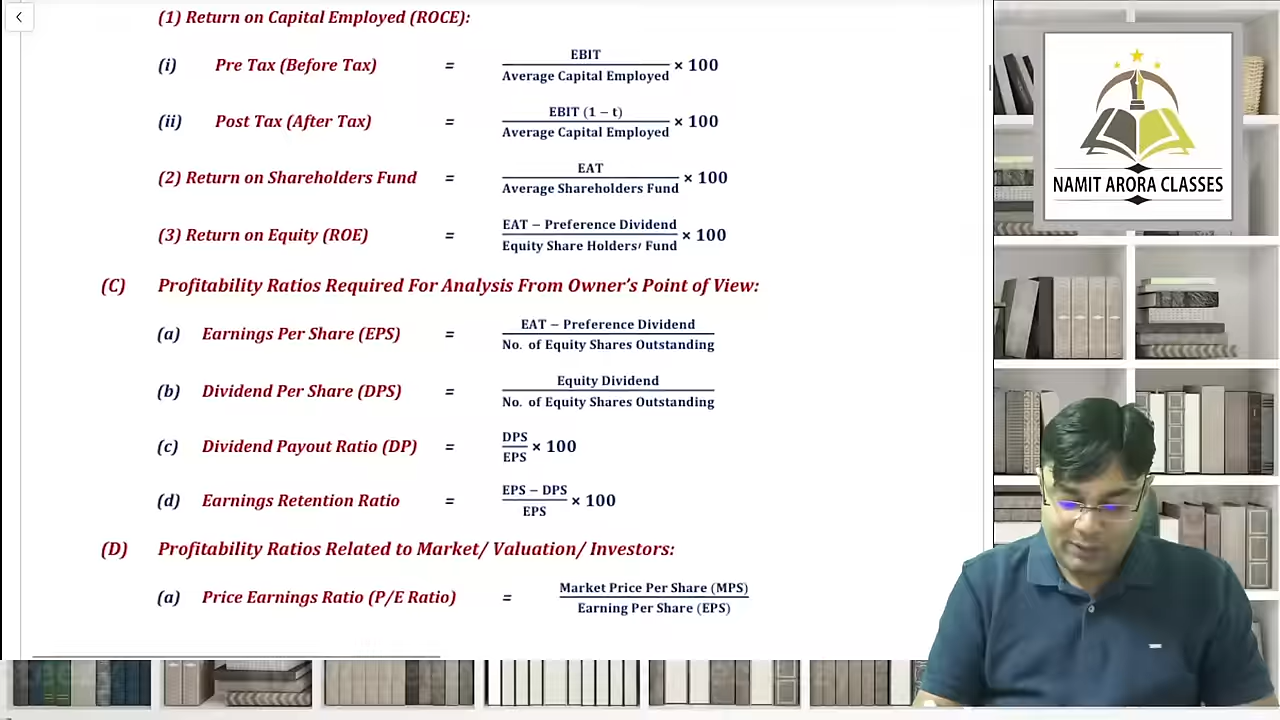 (1) Return on Capital Employed (ROCE):
(i) Pre Tax (Before Tax) = EBIT / Average Capital Employed × 100
(ii) Post Tax (After Tax) = EBIT (1 − t) / Average Capital Employed × 100
(2) Return on Shareholders Fund = EAT / Average Shareholders Fund × 100
(3) Return on Equity (ROE) = EAT − Preference Dividend / Equity Share Holders′ Fund × 100
(C) Profitability Ratios Required For Analysis From Owner's Point of View:
(a) Earnings Per Share (EPS) = EAT − Preference Dividend / No. of Equity Shares Outstanding
(b) Dividend Per Share (DPS) = Equity Dividend / No. of Equity Shares Outstanding
(c) Dividend Payout Ratio (DP) = DPS / EPS × 100
(d) Earnings Retention Ratio = EPS − DPS / EPS × 100
(D) Profitability Ratios Related to Market/ Valuation/ Investors:
(a) Price Earnings Ratio (P/E Ratio) = Market Price Per Share (MPS) / Earning Per Share (EPS)
NAMIT ARORA CLASSES